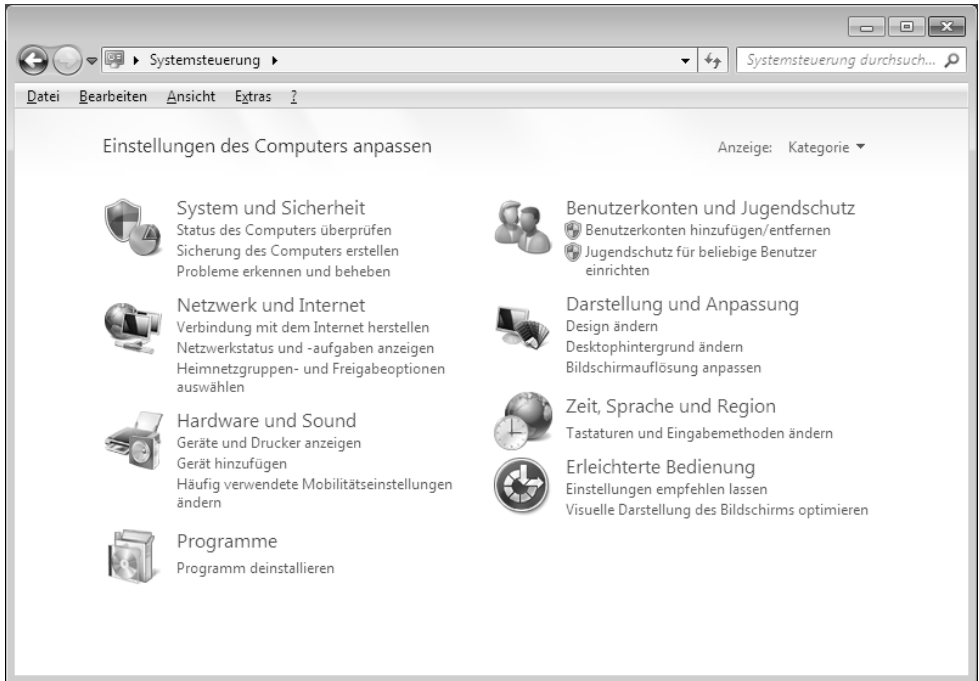 Systemsteuerung
Systemsteuerung durchsuch...
Datei Bearbeiten Ansicht Extras ?
Einstellungen des Computers anpassen
Anzeige: Kategorie
System und Sicherheit
Status des Computers überprüfen
Sicherung des Computers erstellen
Probleme erkennen und beheben
Netzwerk und Internet
Verbindung mit dem Internet herstellen
Netzwerkstatus und -aufgaben anzeigen
Heimnetzgruppen- und Freigabeoptionen
auswählen
Hardware und Sound
Geräte und Drucker anzeigen
Gerät hinzufügen
Häufig verwendete Mobilitätseinstellungen
ändern
Programme
Programm deinstallieren
Benutzerkonten und Jugendschutz
Benutzerkonten hinzufügen/entfernen
Jugendschutz für beliebige Benutzer
einrichten
Darstellung und Anpassung
Design ändern
Desktophintergrund ändern
Bildschirmauflösung anpassen
Zeit, Sprache und Region
Tastaturen und Eingabemethoden ändern
Erleichterte Bedienung
Einstellungen empfehlen lassen
Visuelle Darstellung des Bildschirms optimieren